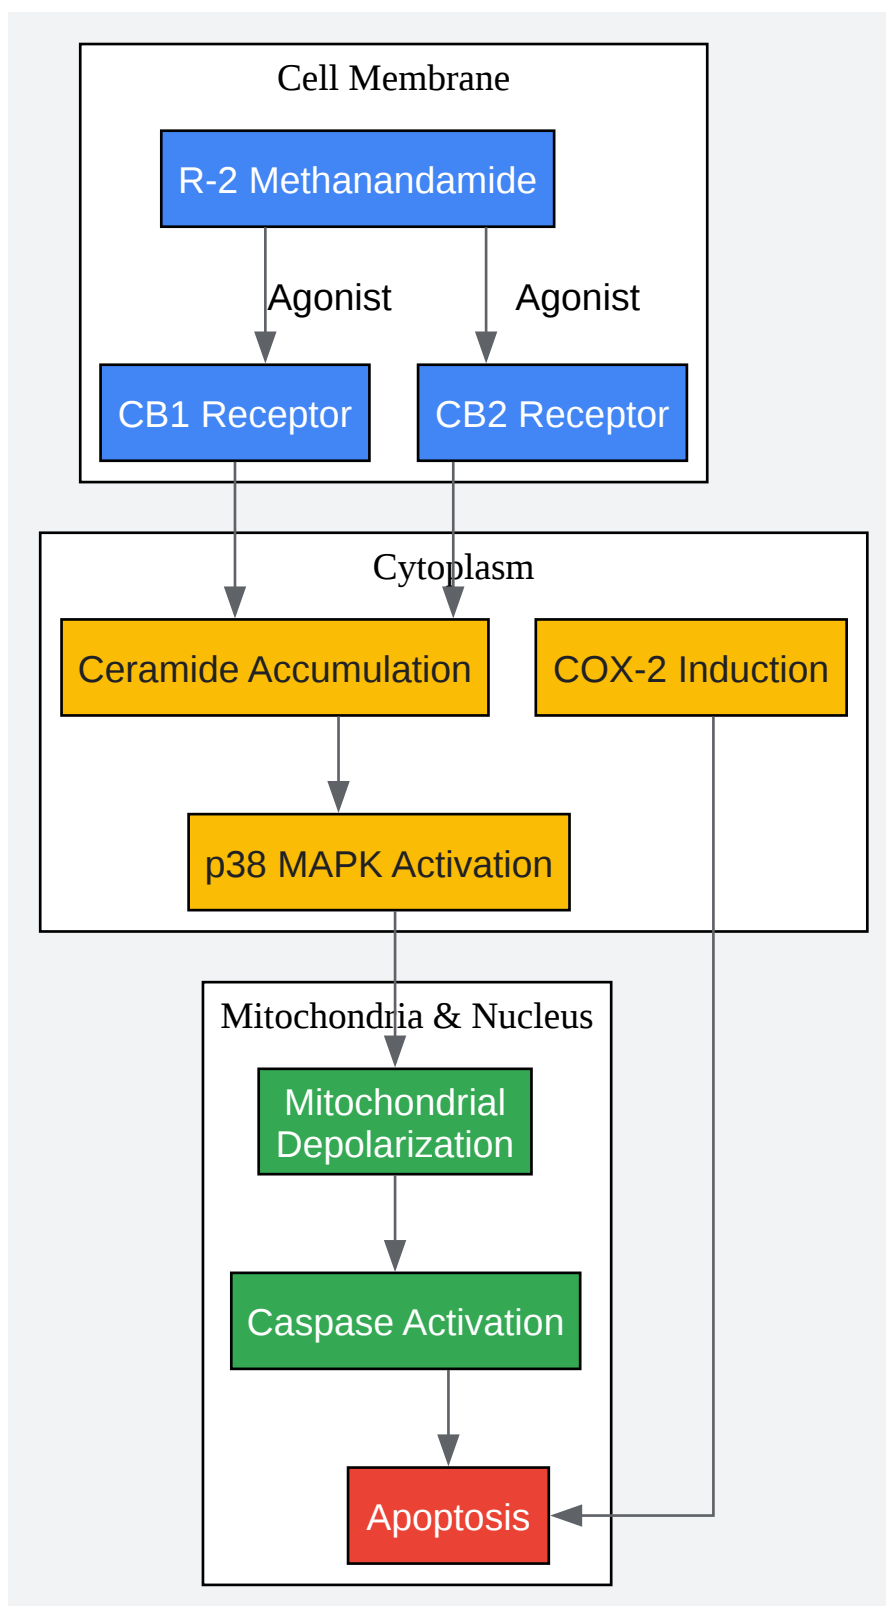 Cell Membrane
R-2 Methanandamide
Agonist
Agonist
CB1 Receptor
CB2 Receptor
Cytoplasm
Ceramide Accumulation
COX-2 Induction
p38 MAPK Activation
Mitochondria & Nucleus
Mitochondrial
Depolarization
Caspase Activation
Apoptosis